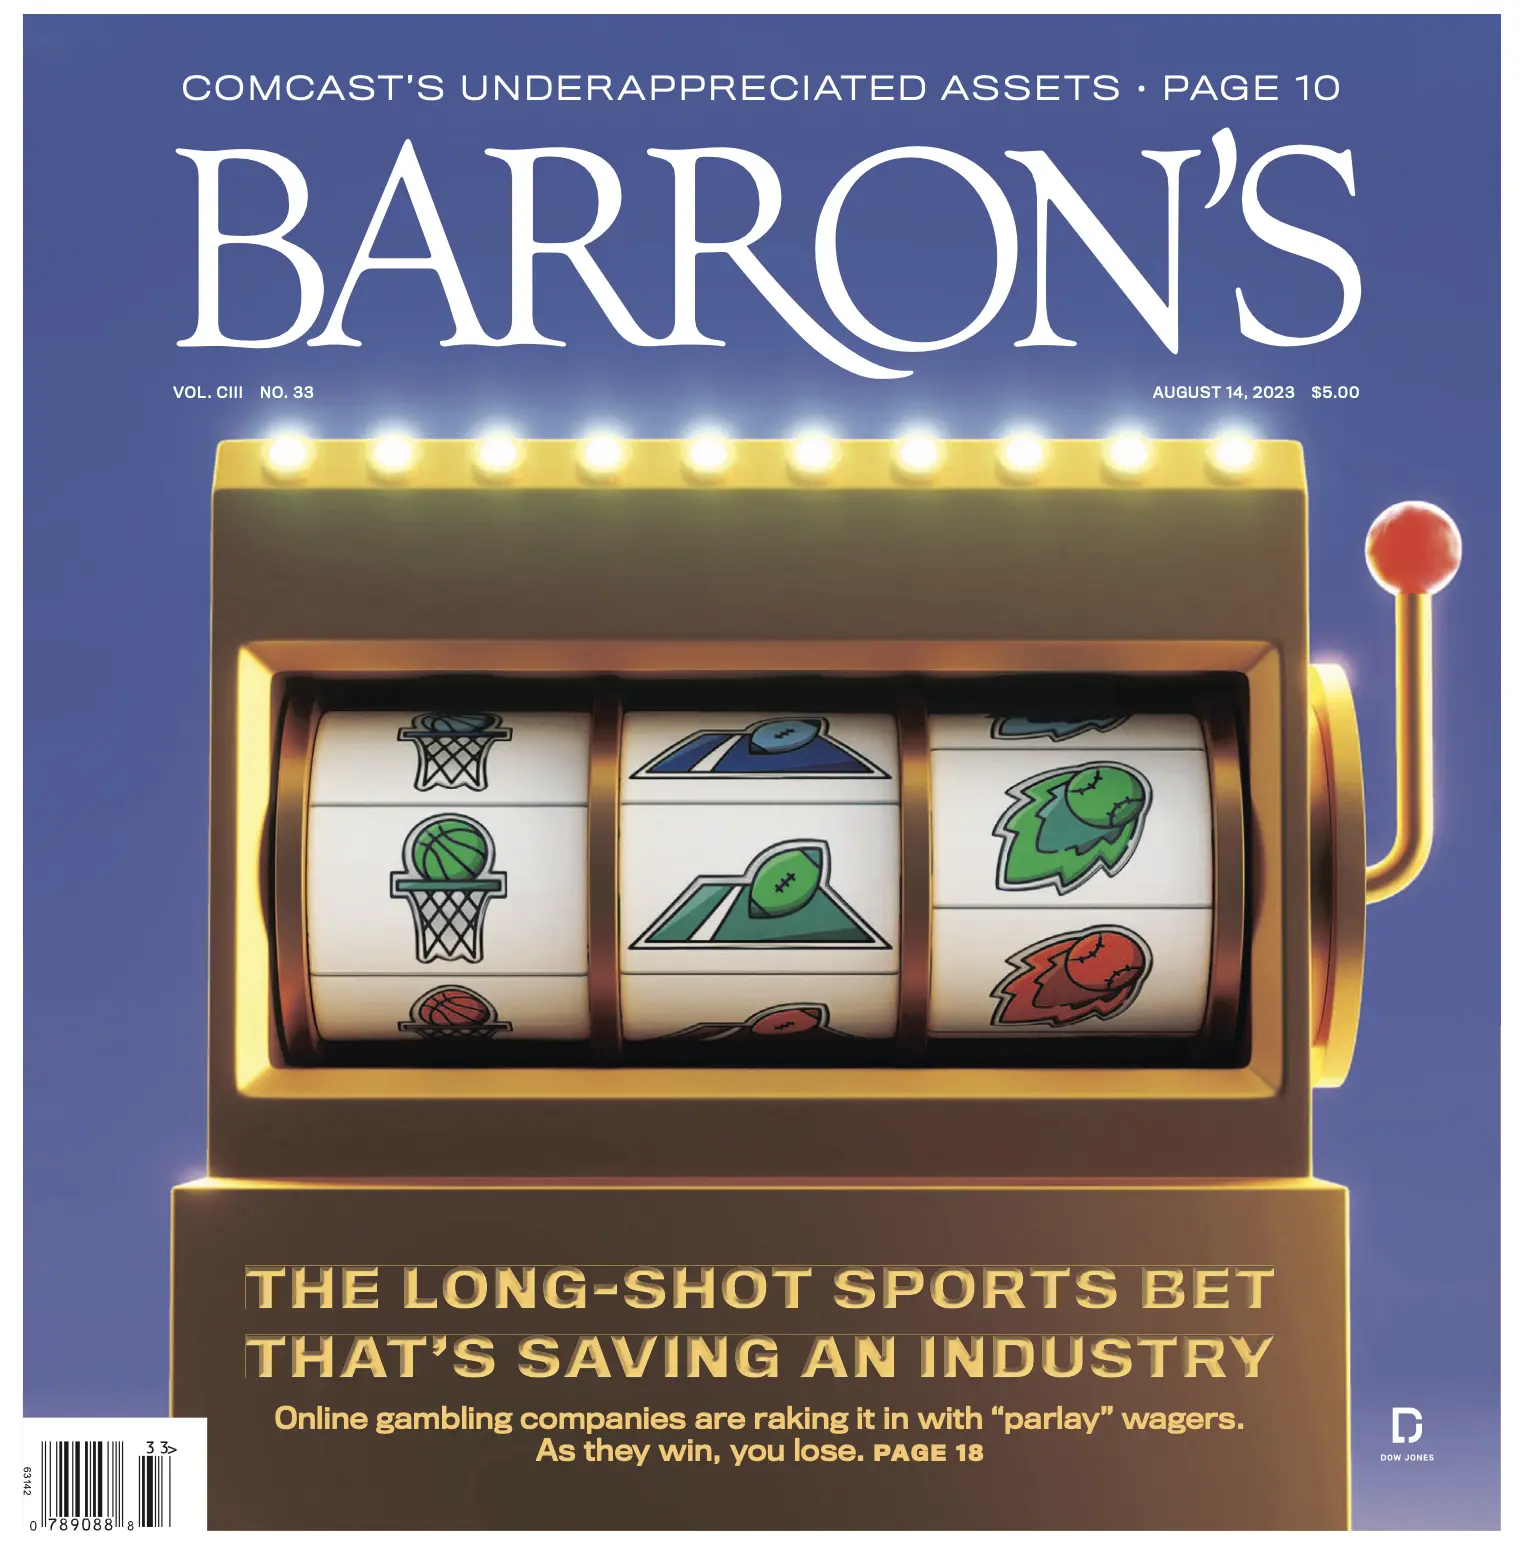 COMCAST’S UNDERAPPRECIATED ASSETS • PAGE 10
BARRON’S
VOL. CIII NO. 33
AUGUST 14, 2023 $5.00
THE LONG-SHOT SPORTS BET
THAT’S SAVING AN INDUSTRY
Online gambling companies are raking it in with “parlay” wagers.
As they win, you lose. PAGE 18
DOW JONES
33>
63142
0 789088 8